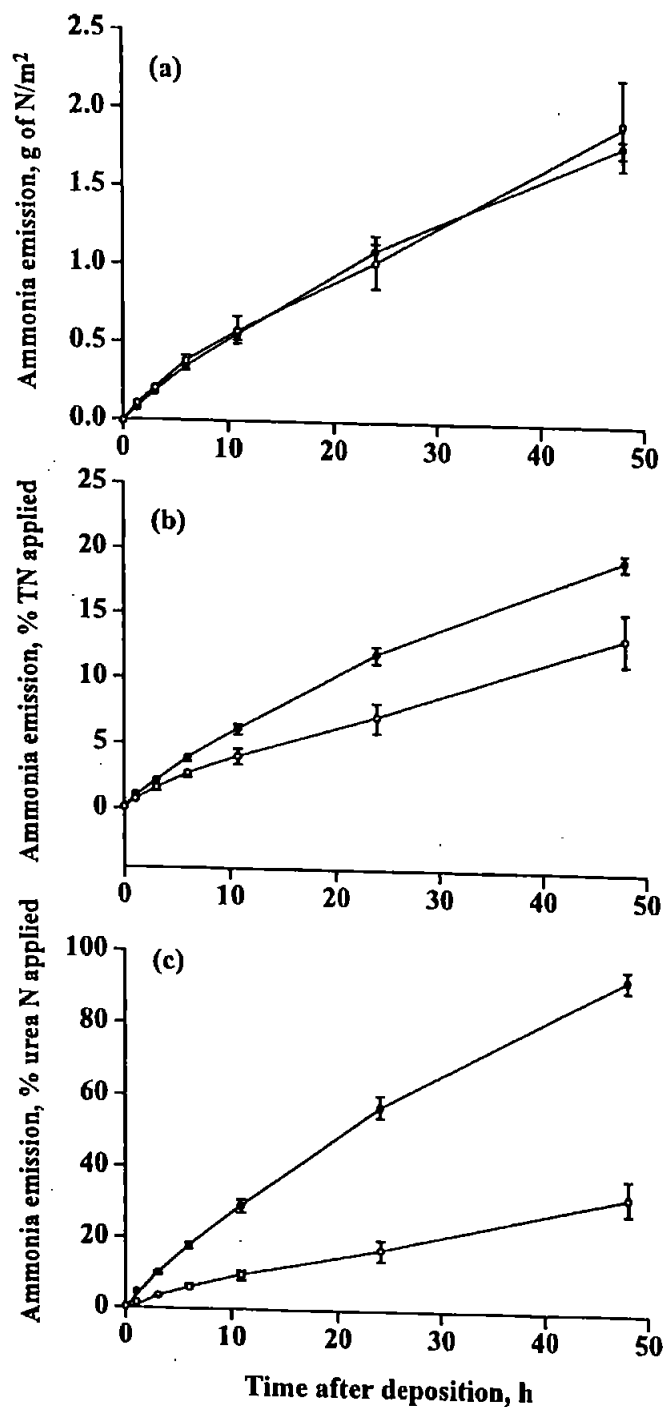 Ammonia emission, g of N/m²
(a)
2.5
2.0
1.5
1.0
0.5
0.0
0 10 20 30 40 50
Ammonia emission, % TN applied
(b)
25
20
15
10
5
0
0 10 20 30 40 50
Ammonia emission, % urea N applied
(c)
100
80
60
40
20
0
0 10 20 30 40 50
Time after deposition, h